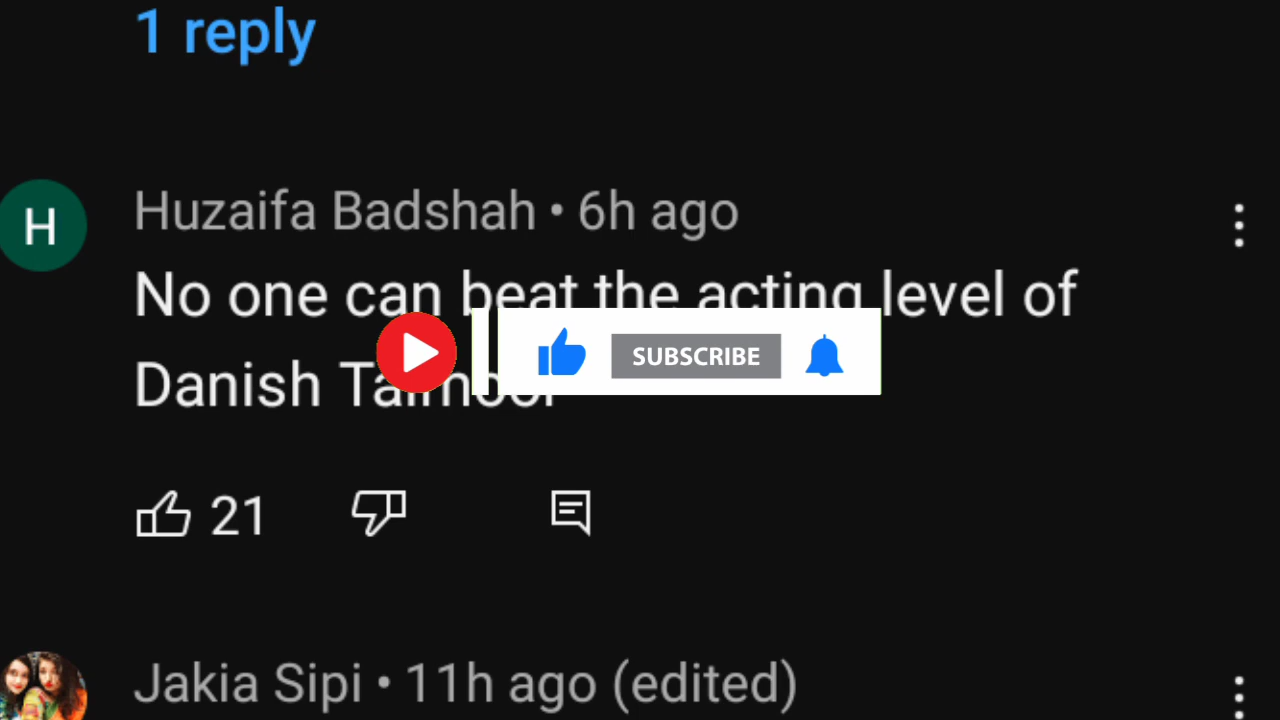 1 reply
H
Huzaifa Badshah • 6h ago
No one can beat the acting level of
Danish Taimoor
SUBSCRIBE
21
Jakia Sipi • 11h ago (edited)